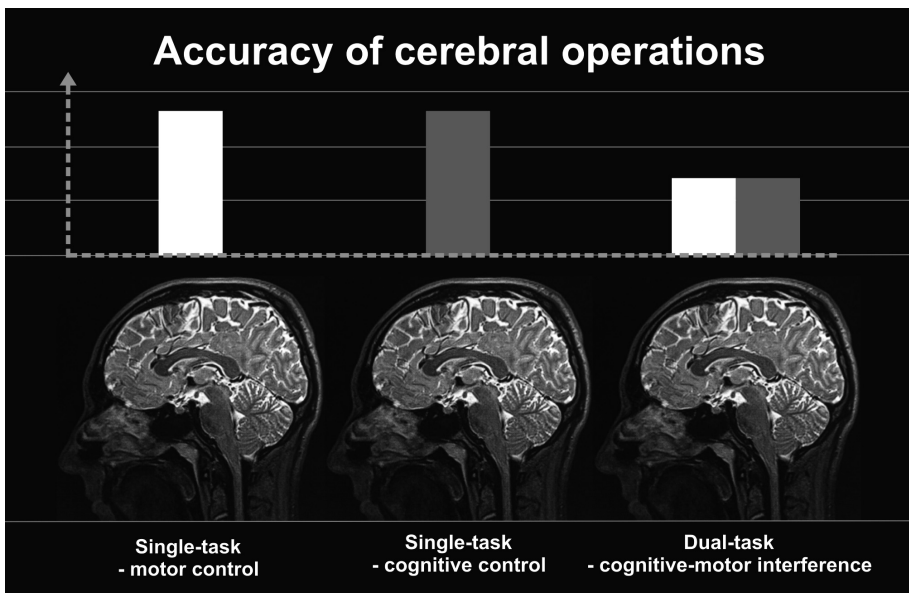 Accuracy of cerebral operations
Single-task
- motor control
Single-task
- cognitive control
Dual-task
- cognitive-motor interference